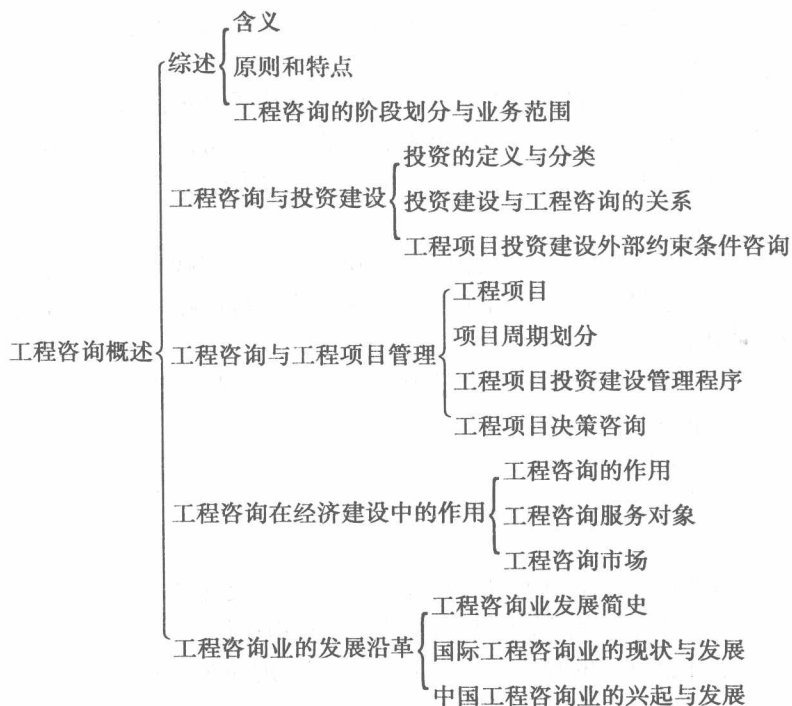 含义
综述
原则和特点
工程咨询的阶段划分与业务范围
投资的定义与分类
工程咨询与投资建设
投资建设与工程咨询的关系
工程项目投资建设外部约束条件咨询
工程项目
项目周期划分
工程咨询概述
工程咨询与工程项目管理
工程项目投资建设管理程序
工程项目决策咨询
工程咨询的作用
工程咨询在经济建设中的作用
工程咨询服务对象
工程咨询市场
工程咨询业发展简史
工程咨询业的发展沿革
国际工程咨询业的现状与发展
中国工程咨询业的兴起与发展